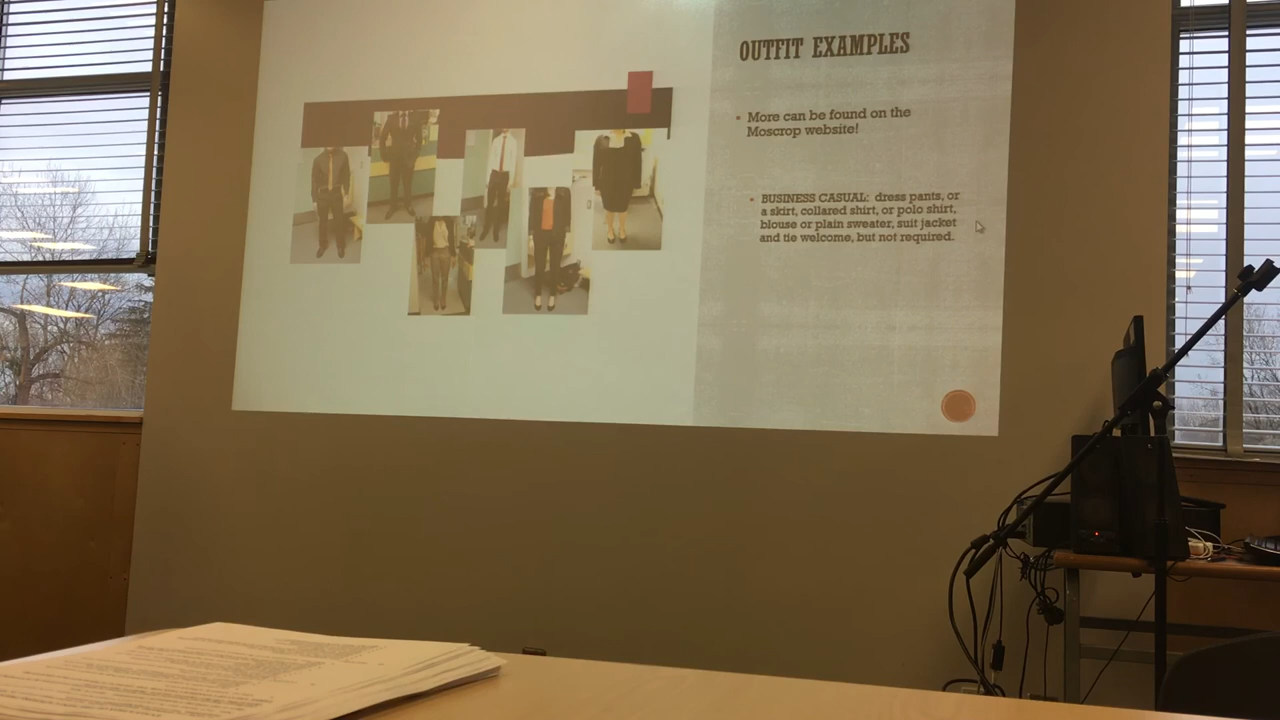 OUTFIT EXAMPLES
More can be found on the
Moscrop website!
BUSINESS CASUAL: dress pants, or
a skirt, collared shirt, or polo shirt,
blouse or plain sweater, suit jacket
and tie welcome, but not required.